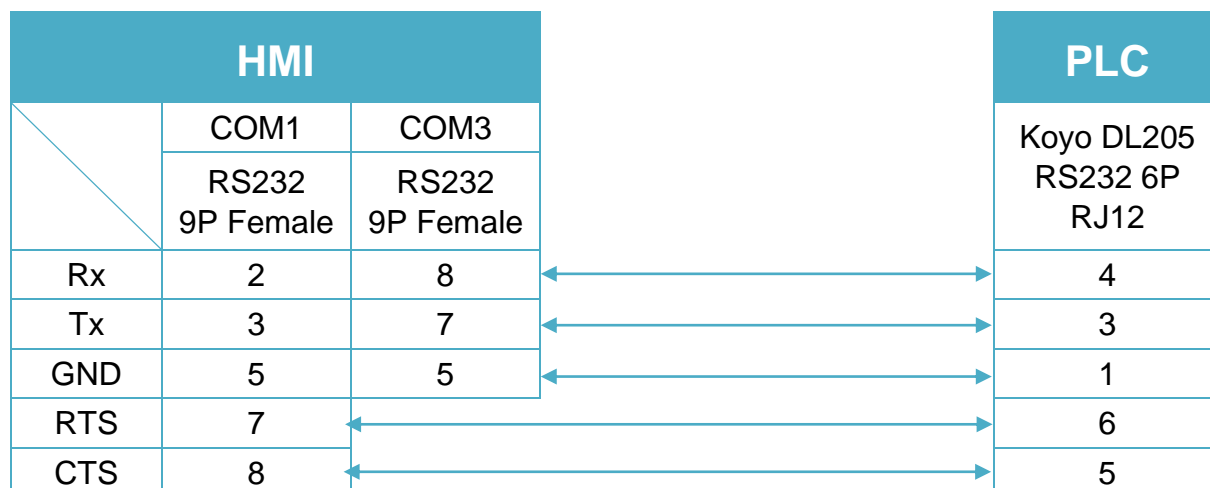 HMI PLC
COM1 COM3 Koyo DL205
RS232 6P
RJ12
RS232
9P Female RS232
9P Female
Rx 2 8 4
Tx 3 7 3
GND 5 5 1
RTS 7 6
CTS 8 5